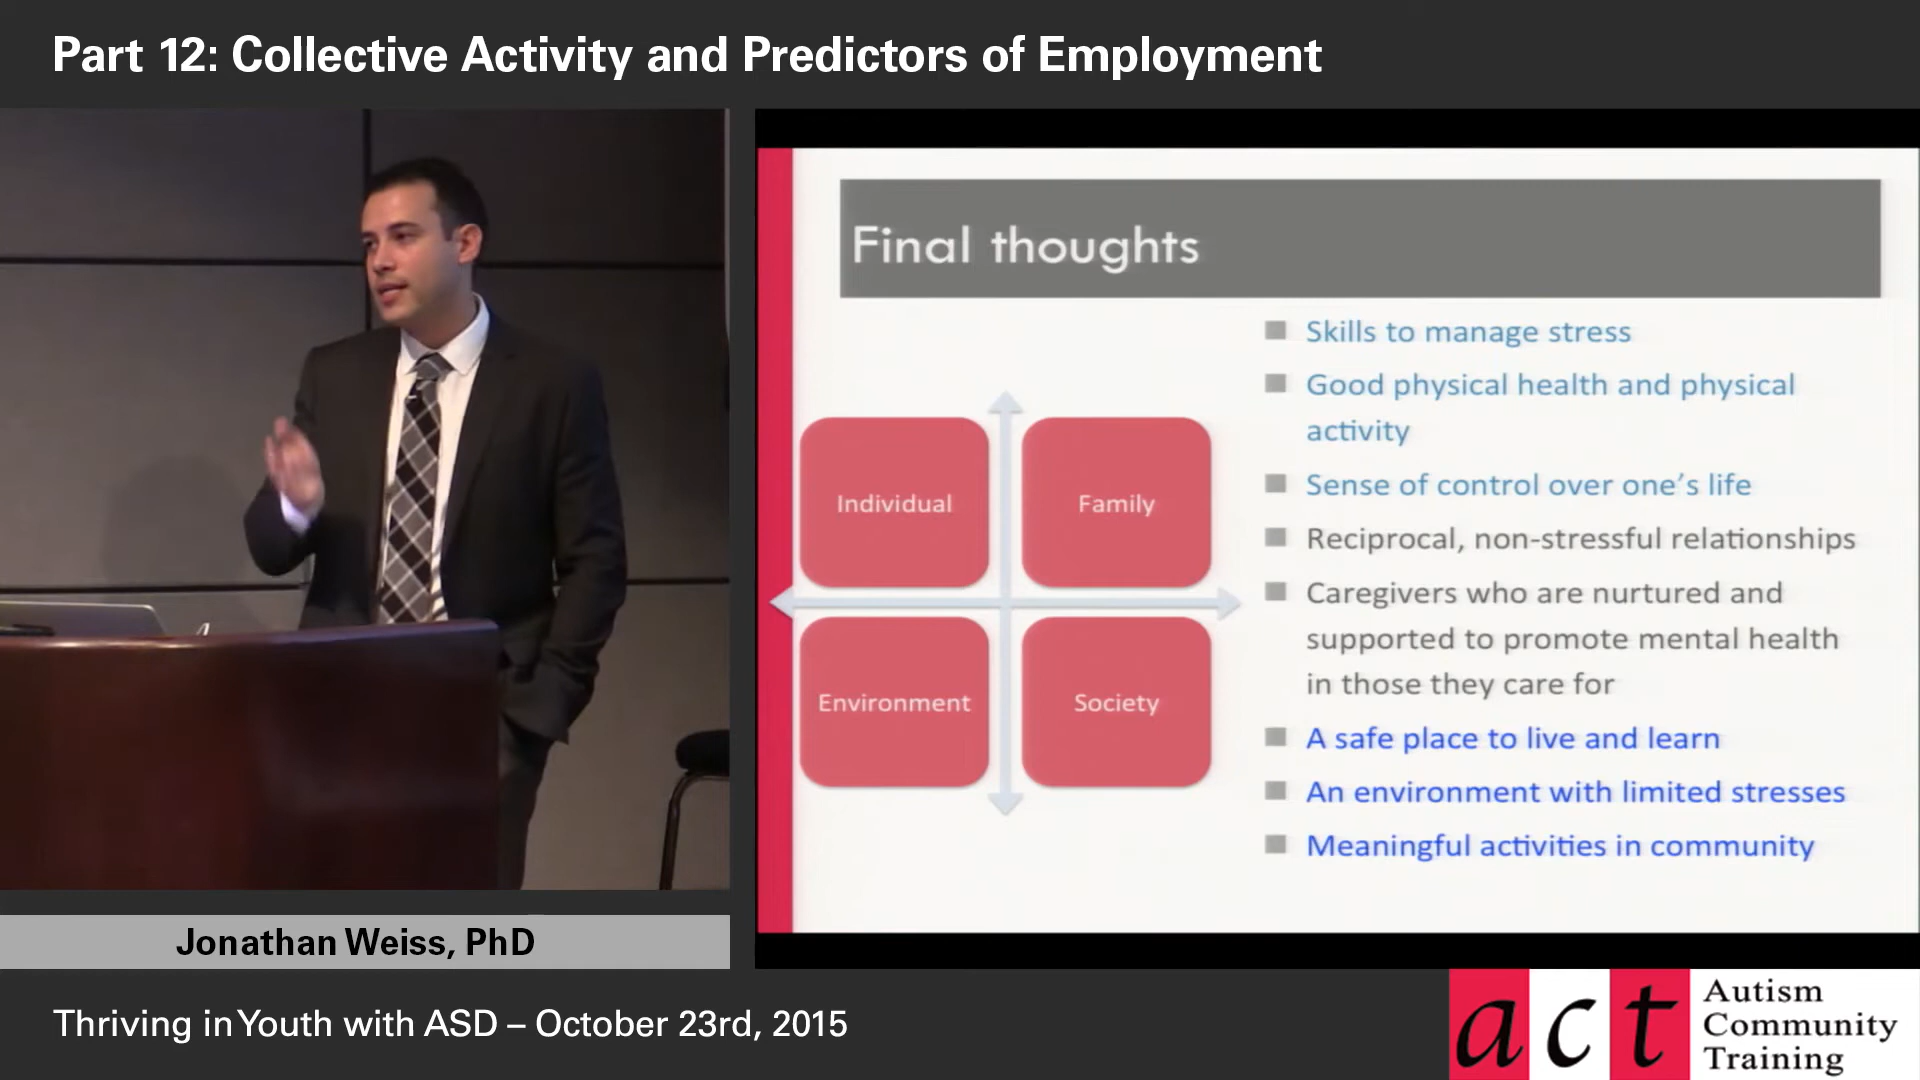 Part 12: Collective Activity and Predictors of Employment
Final thoughts
Individual
Family
Environment
Society
Skills to manage stress
Good physical health and physical
activity
Sense of control over one's life
Reciprocal, non-stressful relationships
Caregivers who are nurtured and
supported to promote mental health
in those they care for
A safe place to live and learn
An environment with limited stresses
Meaningful activities in community
Jonathan Weiss, PhD
Thriving in Youth with ASD – October 23rd, 2015
act
Autism
Community
Training